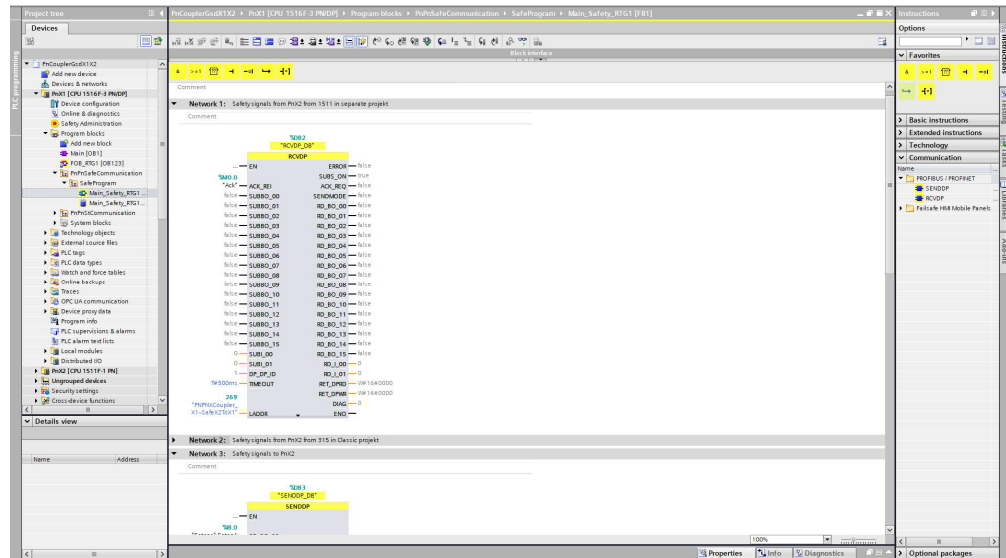 Project tree
PnCouplerGsdX1X2 ▸ PnX1 [CPU 1516F-3 PN/DP] ▸ Program blocks ▸ PnPnSafeCommunication ▸ SafeProgram ▸ Main_Safety_RTG1 [FB1]
Instructions
Devices
Options
PLC programming
Block interface
PnCouplerGsdX1X2
Add new device
Devices & networks
PnX1 [CPU 1516F-3 PN/DP]
Device configuration
Online & diagnostics
Safety Administration
Program blocks
Add new block
Main [OB1]
FOB_RTG1 [OB123]
PnPnSafeCommunication
SafeProgram
Main_Safety_RTG1 ...
Main_Safety_RTG1...
PnPnStCommunication
System blocks
Technology objects
External source files
PLC tags
PLC data types
Watch and force tables
Online backups
Traces
OPC UA communication
Device proxy data
Program info
PLC supervisions & alarms
PLC alarm text lists
Local modules
Distributed I/O
PnX2 [CPU 1511F-1 PN]
Ungrouped devices
Security settings
Cross-device functions
Details view
Name Address
& >=1 [??] ⊣ ⊸| ↦ -[=]
Comment
Network 1: Safety signals from PnX2 from 1511 in separate projekt
Comment
%DB2
"RCVDP_DB"
RCVDP
... EN ERROR false
SUBS_ON true
%M0.0
"Ack" ACK_REI ACK_REQ false
false SUBBO_00 SENDMODE false
false SUBBO_01 RD_BO_00 false
false SUBBO_02 RD_BO_01 false
false SUBBO_03 RD_BO_02 false
false SUBBO_04 RD_BO_03 false
false SUBBO_05 RD_BO_04 false
false SUBBO_06 RD_BO_05 false
false SUBBO_07 RD_BO_06 false
false SUBBO_08 RD_BO_07 false
false SUBBO_09 RD_BO_08 false
false SUBBO_10 RD_BO_09 false
false SUBBO_11 RD_BO_10 false
false SUBBO_12 RD_BO_11 false
false SUBBO_13 RD_BO_12 false
false SUBBO_14 RD_BO_13 false
false SUBBO_15 RD_BO_14 false
0 SUBI_00 RD_BO_15 false
0 SUBI_01 RD_I_00 0
1 DP_DP_ID RD_I_01 0
T#500ms TIMEOUT RET_DPRD W#16#0000
269 RET_DPWR W#16#0000
"PNPNXCoupler_ DIAG 0
X1~SafeX2ToX1" LADDR ENO
Network 2: Safety signals from PnX2 from 315 in Classic projekt
Network 3: Safety signals to PnX2
Comment
%DB3
"SENDDP_DB"
SENDDP
... EN
%8.0
100%
Properties
Info
Diagnostics
Favorites
& >=1
Basic instructions
Extended instructions
Technology
Communication
Name
PROFIBUS / PROFINET
SENDDP
RCVDP
Failsafe HMI Mobile Panels
Optional packages
Instructions
Testing
Tasks
Libraries
Add-ins